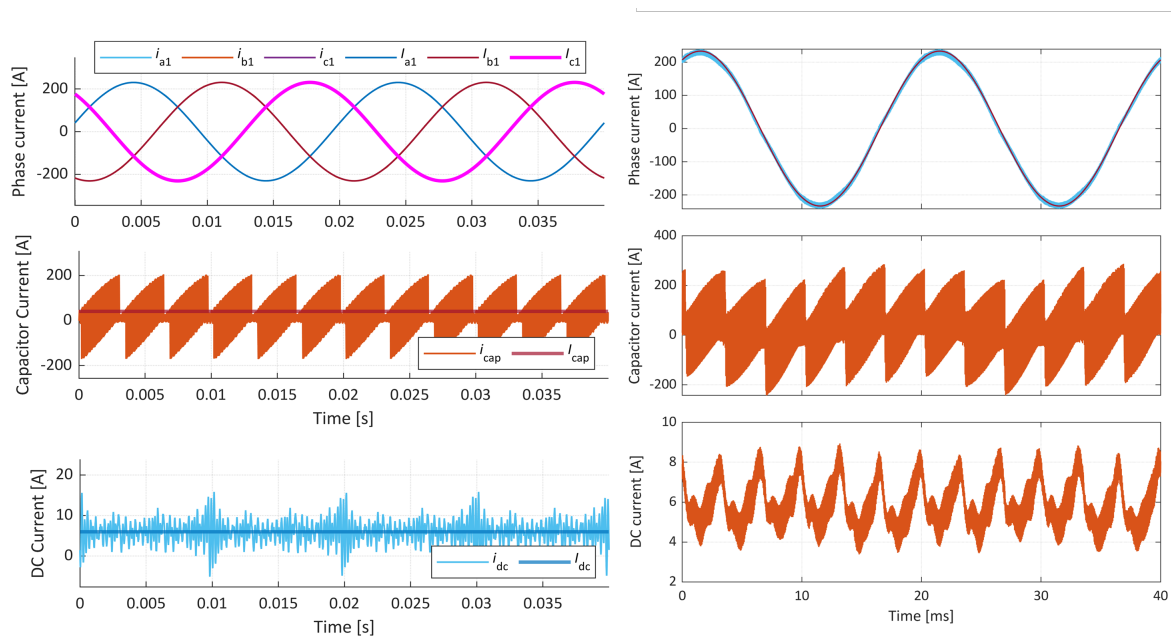 i_a1 i_b1 i_c1 I_a1 I_b1 I_c1
Phase current [A]
200
0
-200
0 0.005 0.01 0.015 0.02 0.025 0.03 0.035
Capacitor Current [A]
200
0
-200
i_cap I_cap
0 0.005 0.01 0.015 0.02 0.025 0.03 0.035
Time [s]
DC Current [A]
20
10
0
i_dc I_dc
0 0.005 0.01 0.015 0.02 0.025 0.03 0.035
Time [s]
Phase current [A]
200
100
0
-100
-200
Capacitor current [A]
400
200
0
-200
DC current [A]
10
8
6
4
2
0 10 20 30 40
Time [ms]